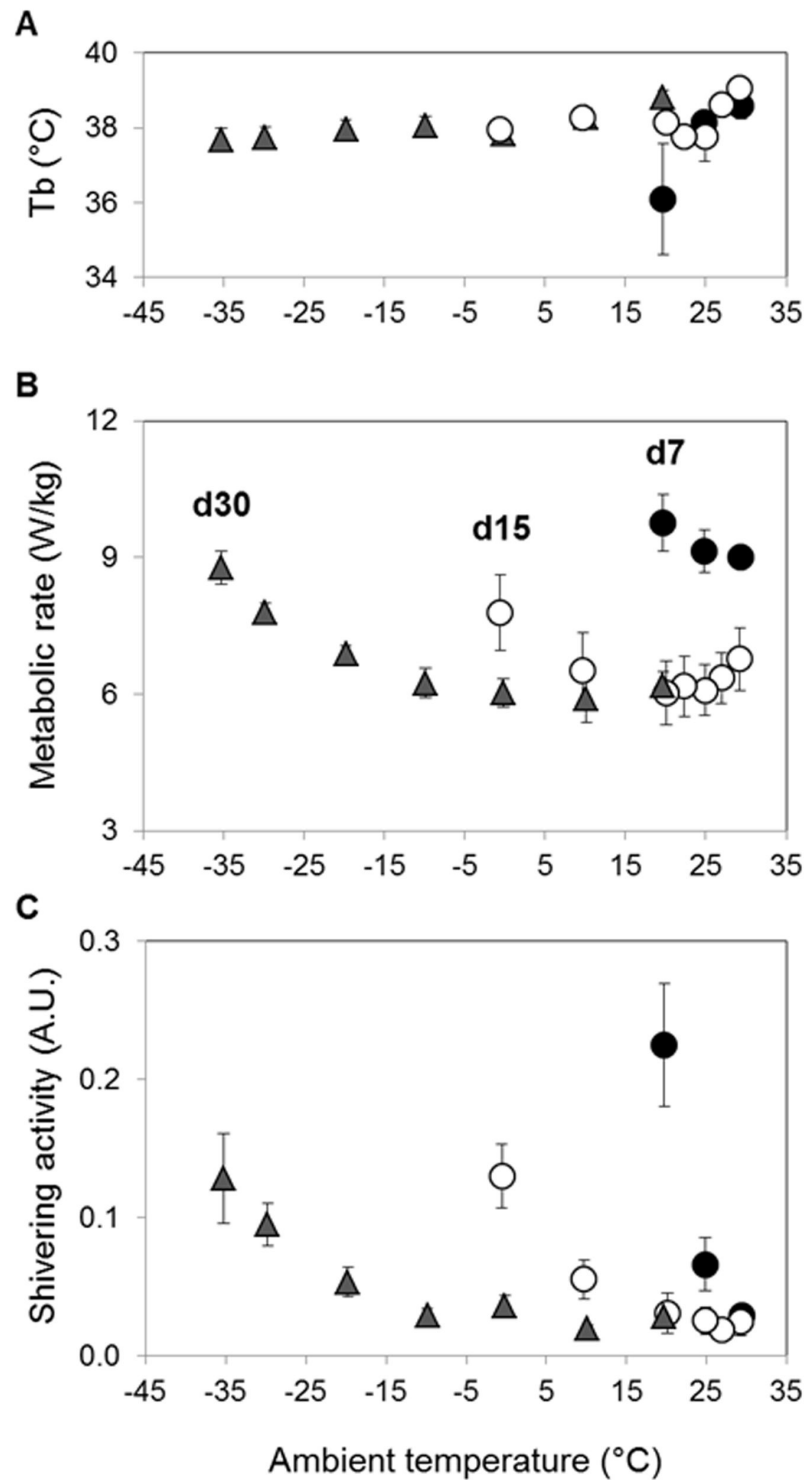 A
Tb (°C)
40
38
36
34
-45 -35 -25 -15 -5 5 15 25 35
B
Metabolic rate (W/kg)
12
9
6
3
d30
d15
d7
-45 -35 -25 -15 -5 5 15 25 35
C
Shivering activity (A.U.)
0.3
0.2
0.1
0.0
-45 -35 -25 -15 -5 5 15 25 35
Ambient temperature (°C)